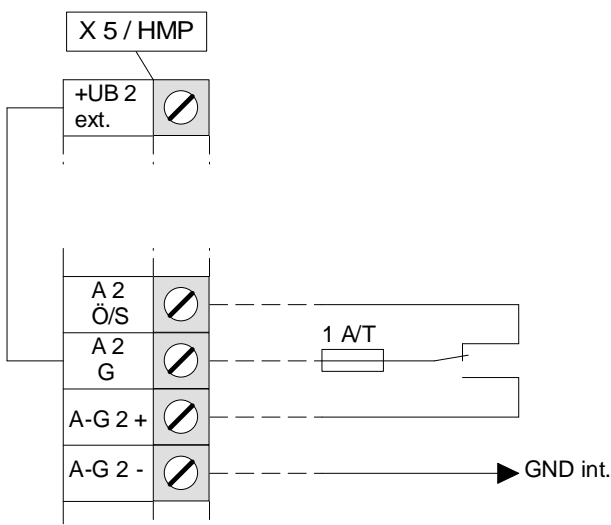 X 5 / HMP
+UB 2
ext.
A 2
Ö/S
A 2
G
1 A/T
A-G 2 +
A-G 2 -
GND int.